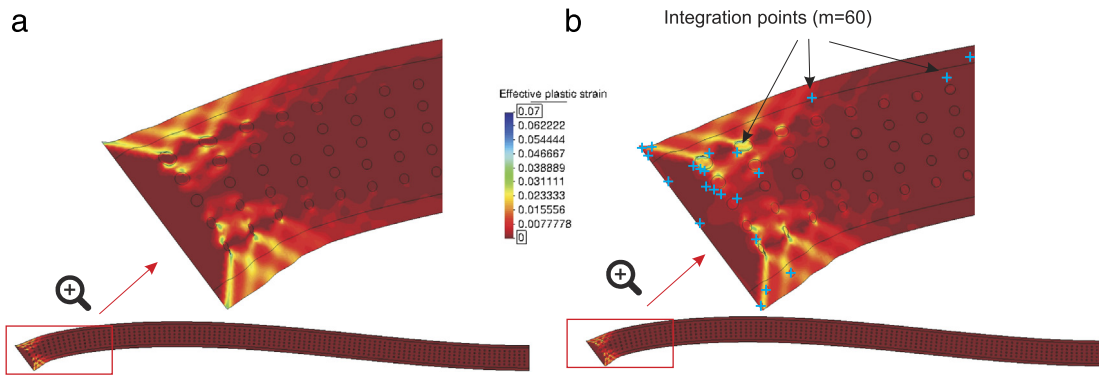 a
b
Integration points (m=60)
Effective plastic strain
0.07
0.062222
0.054444
0.046667
0.038889
0.031111
0.023333
0.015556
0.0077778
0